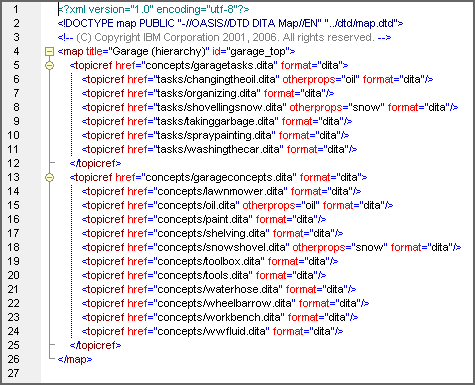 1 <?xml version="1.0" encoding="utf-8"?>
2 <!DOCTYPE map PUBLIC "-//OASIS//DTD DITA Map//EN" "../dtd/map.dtd">
3 <!-- (C) Copyright IBM Corporation 2001, 2006. All rights reserved. -->
4 <map title="Garage (hierarchy)" id="garage_top">
5 <topicref href="concepts/garagetasks.dita" format="dita">
6 <topicref href="tasks/changingtheoil.dita" otherprops="oil" format="dita"/>
7 <topicref href="tasks/organizing.dita" format="dita"/>
8 <topicref href="tasks/shovellingsnow.dita" otherprops="snow" format="dita"/>
9 <topicref href="tasks/takinggarbage.dita" format="dita"/>
10 <topicref href="tasks/spraypainting.dita" format="dita"/>
11 <topicref href="tasks/washingthecar.dita" format="dita"/>
12 </topicref>
13 <topicref href="concepts/garageconcepts.dita" format="dita">
14 <topicref href="concepts/lawnmower.dita" format="dita"/>
15 <topicref href="concepts/oil.dita" otherprops="oil" format="dita"/>
16 <topicref href="concepts/paint.dita" format="dita"/>
17 <topicref href="concepts/shelving.dita" format="dita"/>
18 <topicref href="concepts/snowshovel.dita" otherprops="snow" format="dita"/>
19 <topicref href="concepts/toolbox.dita" format="dita"/>
20 <topicref href="concepts/tools.dita" format="dita"/>
21 <topicref href="concepts/waterhose.dita" format="dita"/>
22 <topicref href="concepts/wheelbarrow.dita" format="dita"/>
23 <topicref href="concepts/workbench.dita" format="dita"/>
24 <topicref href="concepts/wwfluid.dita" format="dita"/>
25 </topicref>
26 </map>
27